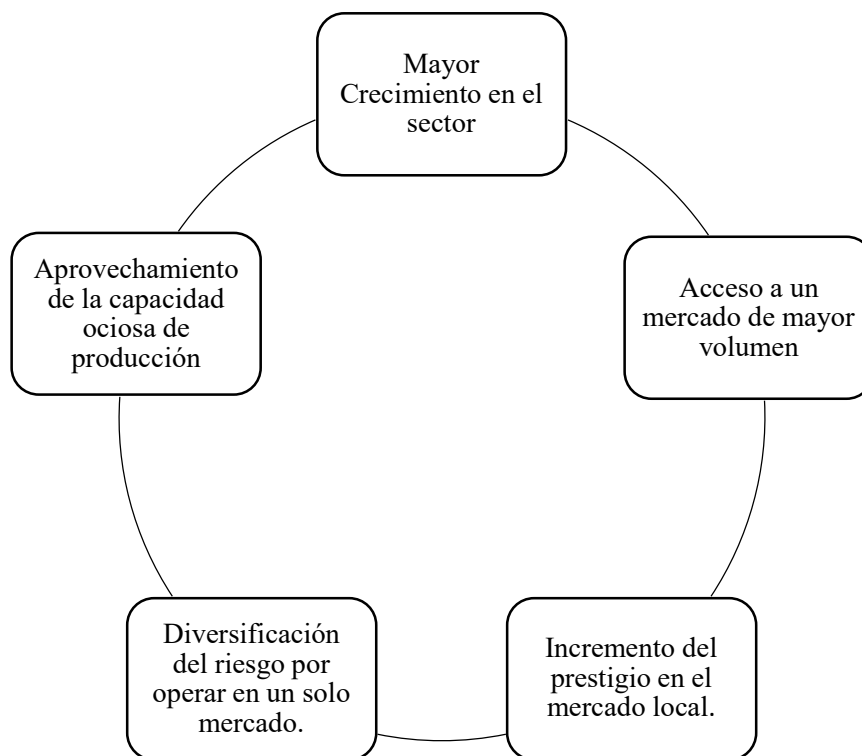 Mayor
Crecimiento en el
sector
Acceso a un
mercado de mayor
volumen
Incremento del
prestigio en el
mercado local.
Diversificación
del riesgo por
operar en un solo
mercado.
Aprovechamiento
de la capacidad
ociosa de
producción